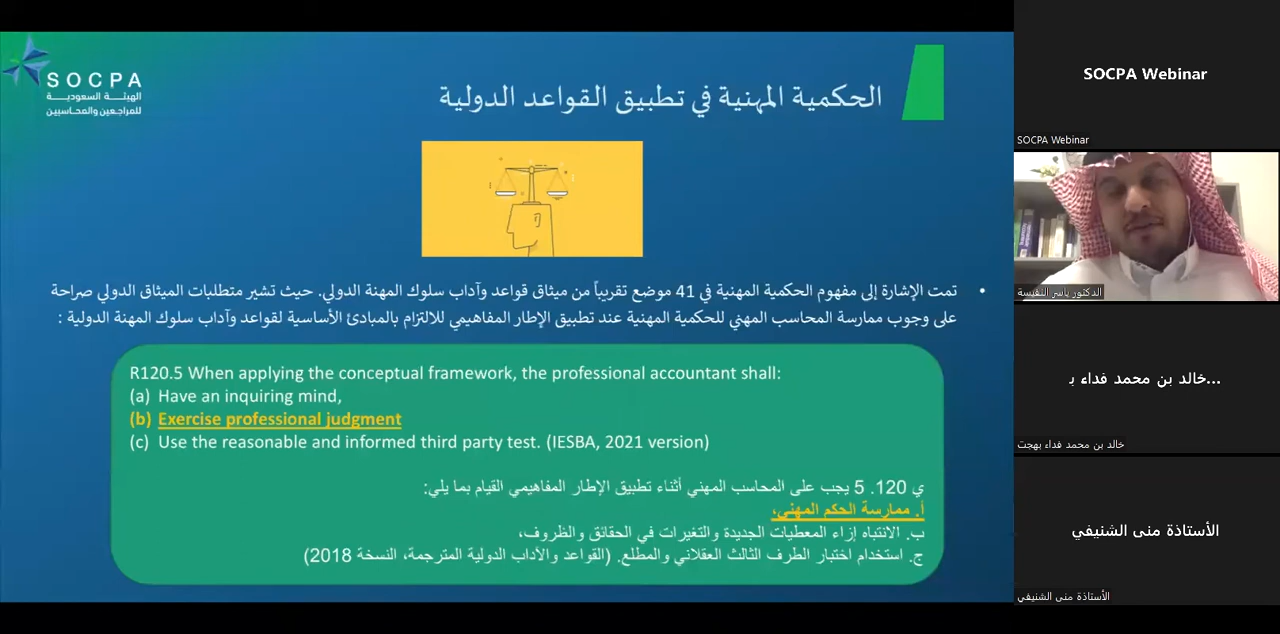 SOCPA
الهيئة السعودية
للمراجعين والمحاسبين
الحكمية المهنية في تطبيق القواعد الدولية
• تمت الإشارة إلى مفهوم الحكمية المهنية في 41 موضع تقريباً من ميثاق قواعد وآداب سلوك المهنة الدولي. حيث تشير متطلبات الميثاق الدولي صراحة
على وجوب ممارسة المحاسب المهني للحكمية المهنية عند تطبيق الإطار المفاهيمي للالتزام بالمبادئ الأساسية لقواعد وآداب سلوك المهنة الدولية :
R120.5 When applying the conceptual framework, the professional accountant shall:
(a) Have an inquiring mind,
(b) Exercise professional judgment
(c) Use the reasonable and informed third party test. (IESBA, 2021 version)
ي 120. 5 يجب على المحاسب المهني أثناء تطبيق الإطار المفاهيمي القيام بما يلي:
أ. ممارسة الحكم المهني،
ب. الانتباه إزاء المعطيات الجديدة والتغيرات في الحقائق والظروف،
ج. استخدام اختبار الطرف الثالث العقلاني والمطلع. (القواعد والآداب الدولية المترجمة، النسخة 2018)
SOCPA Webinar
SOCPA Webinar
الدكتور ياسر النفيسة
خالد بن محمد فداء ب...
خالد بن محمد فداء بهجت
الأستاذة منى الشنيفي
الأستاذة منى الشنيفي